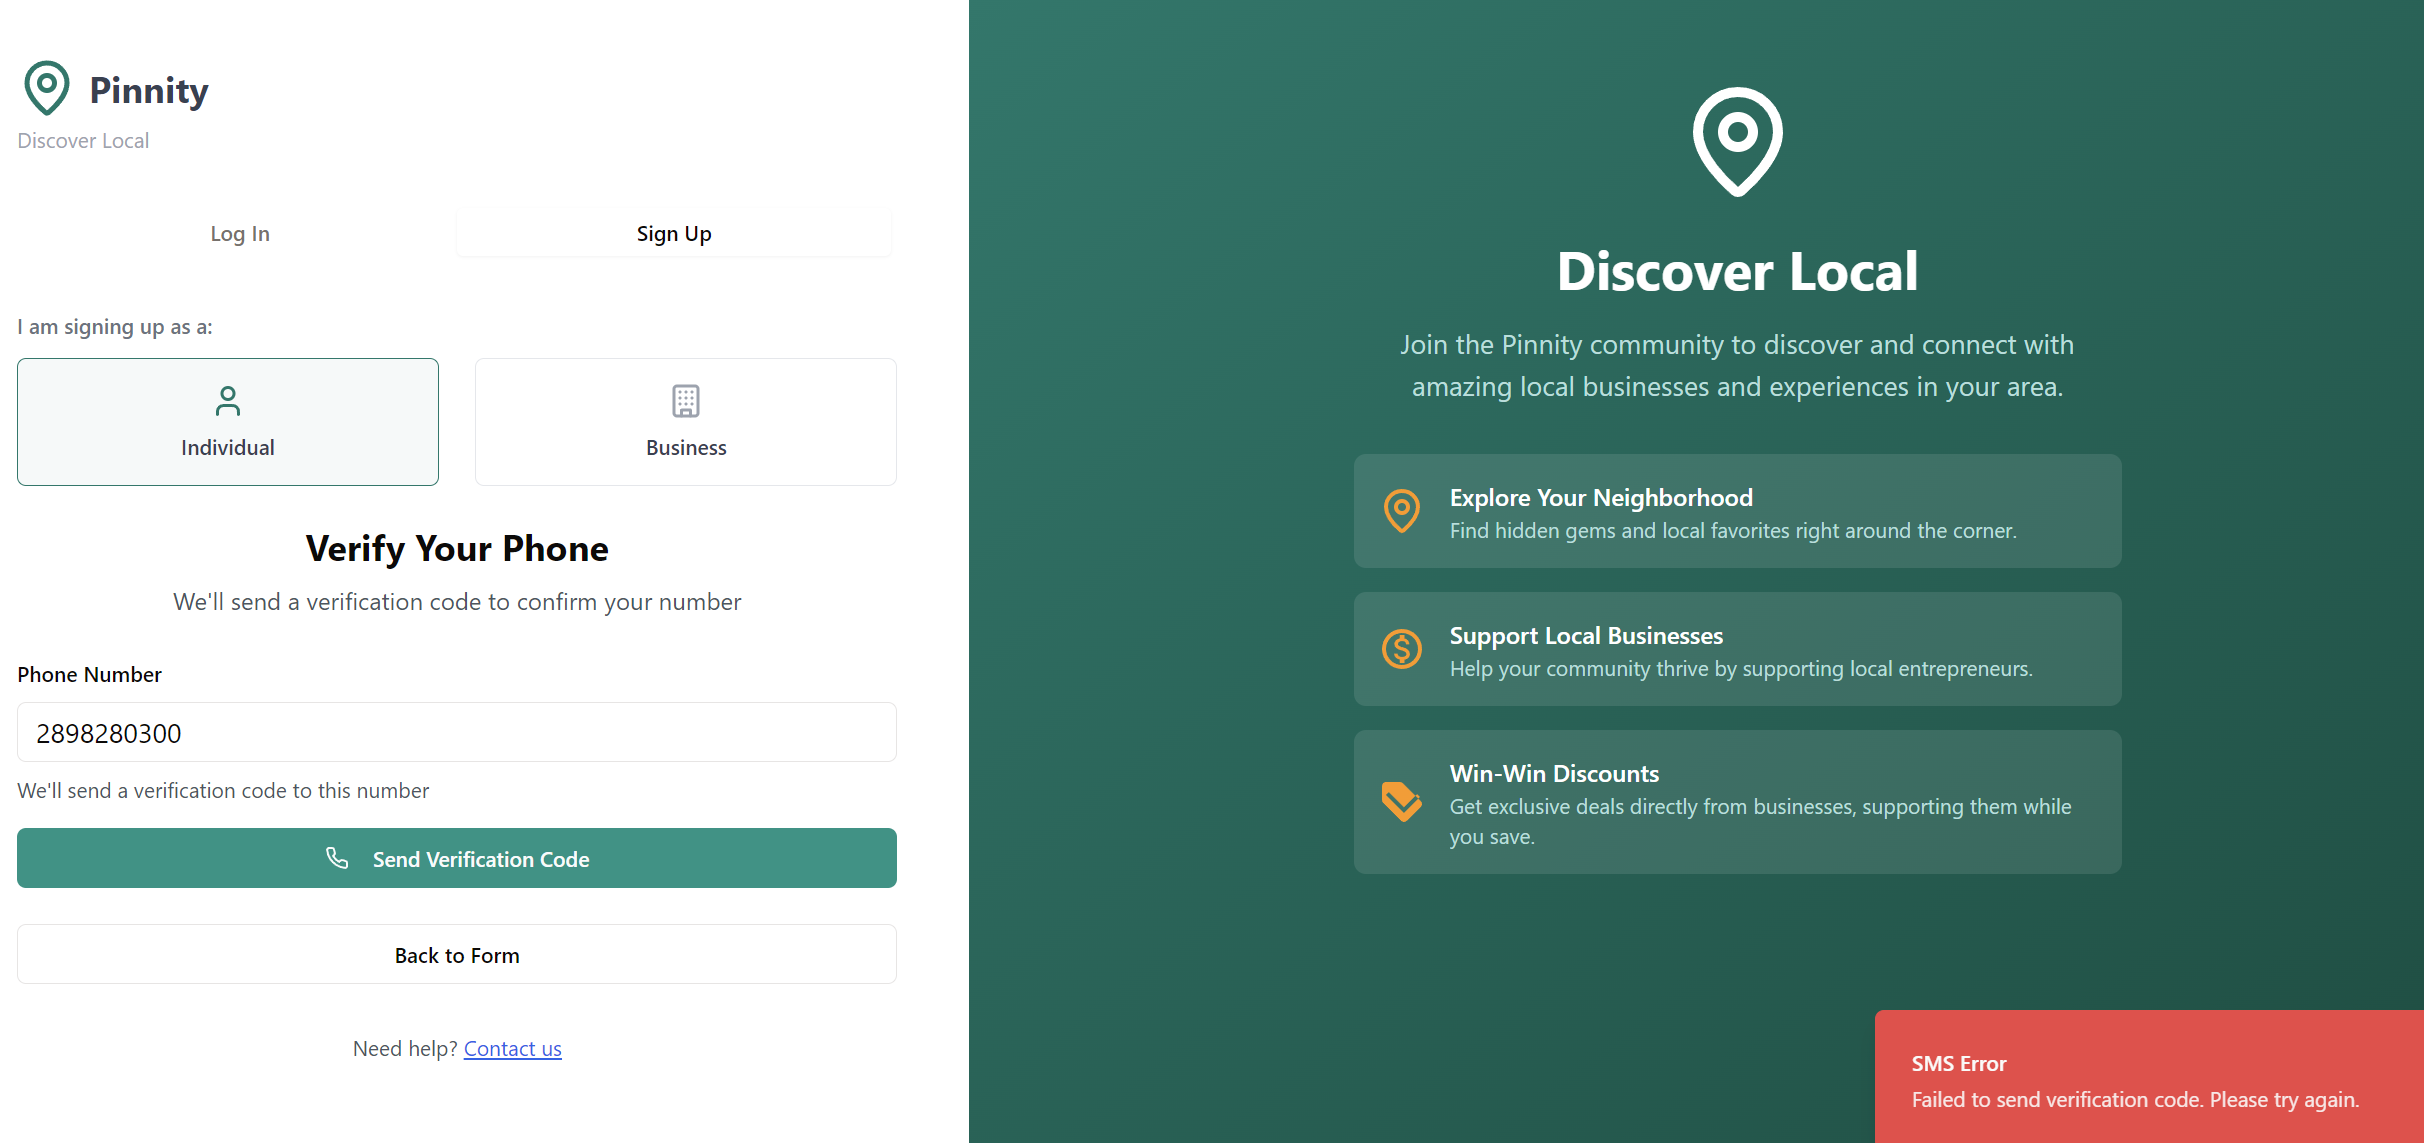 Pinnity
Discover Local
Log In
Sign Up
I am signing up as a:
Individual
Business
Verify Your Phone
We'll send a verification code to confirm your number
Phone Number
2898280300
We'll send a verification code to this number
Send Verification Code
Back to Form
Need help? Contact us
Discover Local
Join the Pinnity community to discover and connect with
amazing local businesses and experiences in your area.
Explore Your Neighborhood
Find hidden gems and local favorites right around the corner.
Support Local Businesses
Help your community thrive by supporting local entrepreneurs.
Win-Win Discounts
Get exclusive deals directly from businesses, supporting them while
you save.
SMS Error
Failed to send verification code. Please try again.